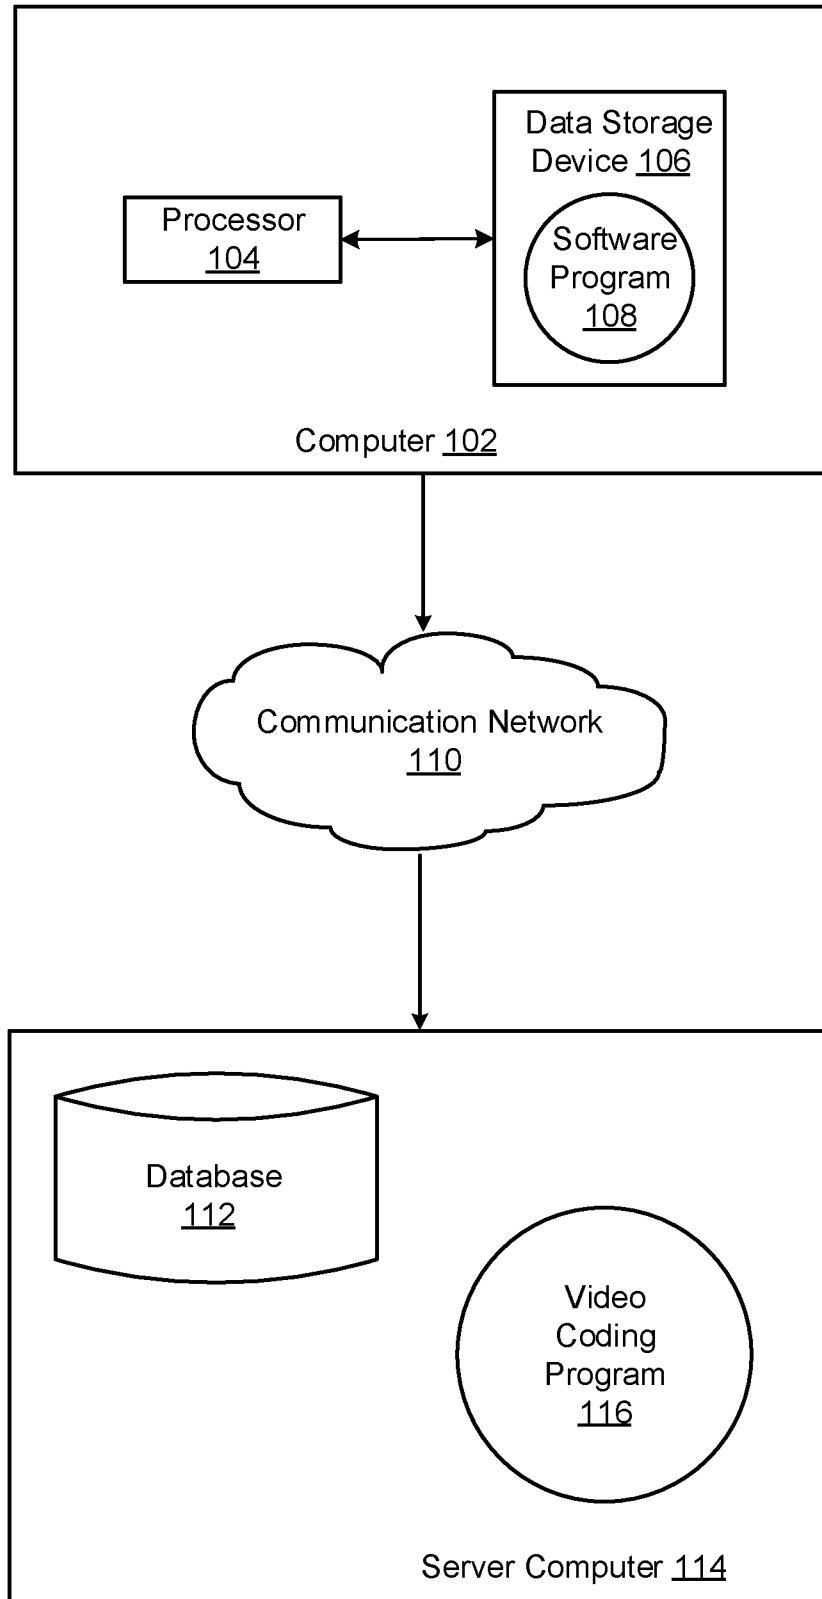 Data Storage
Device 106
Processor
104
Software
Program
108
Computer 102
Communication Network
110
Database
112
Video
Coding
Program
116
Server Computer 114